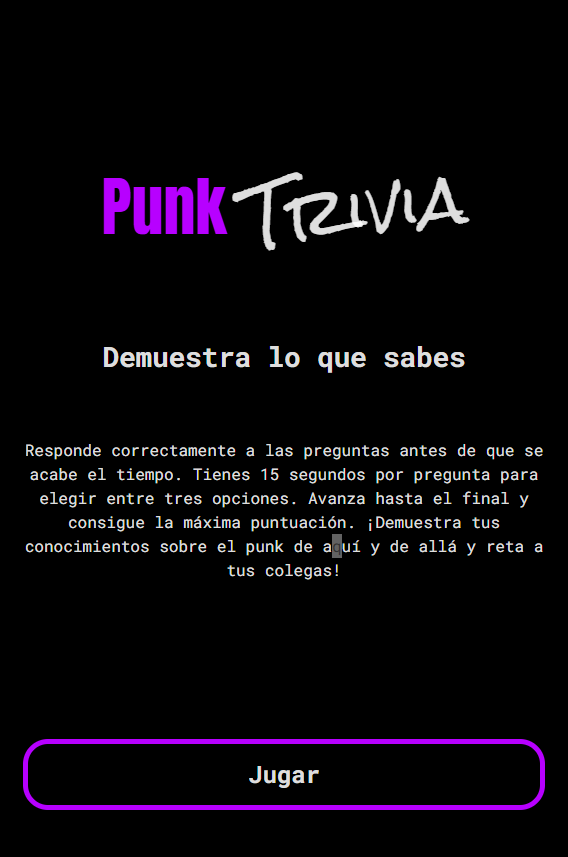 Punk TRIVIA
Demuestra lo que sabes
Responde correctamente a las preguntas antes de que se
acabe el tiempo. Tienes 15 segundos por pregunta para
elegir entre tres opciones. Avanza hasta el final y
consigue la máxima puntuación. ¡Demuestra tus
conocimientos sobre el punk de aquí y de allá y reta a
tus colegas!
Jugar